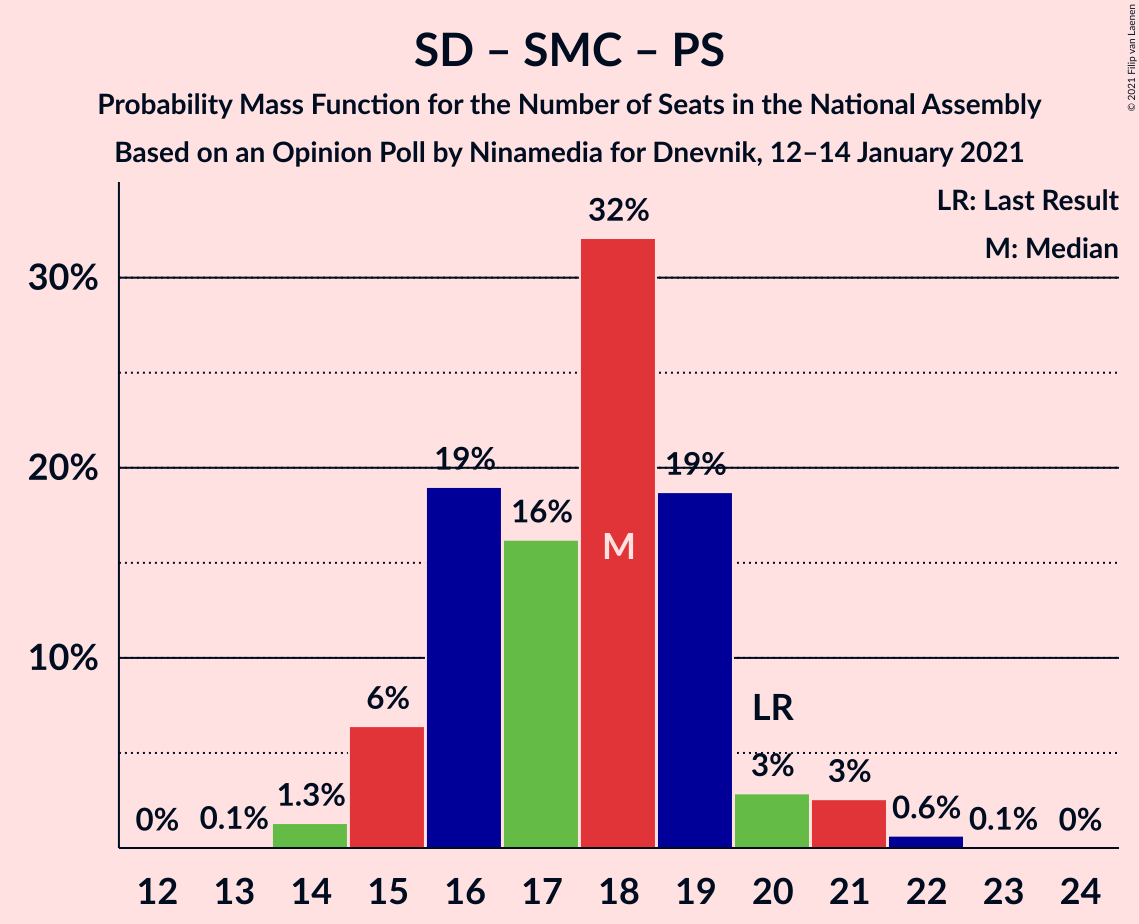 SD – SMC – PS
Probability Mass Function for the Number of Seats in the National Assembly
Based on an Opinion Poll by Ninamedia for Dnevnik, 12–14 January 2021
© 2021 Filip van Laenen
LR: Last Result
M: Median
30%
20%
10%
0%
0.1%
1.3%
6%
19%
16%
32%
M
19%
LR
3%
3%
0.6%
0.1%
0%
12 13 14 15 16 17 18 19 20 21 22 23 24